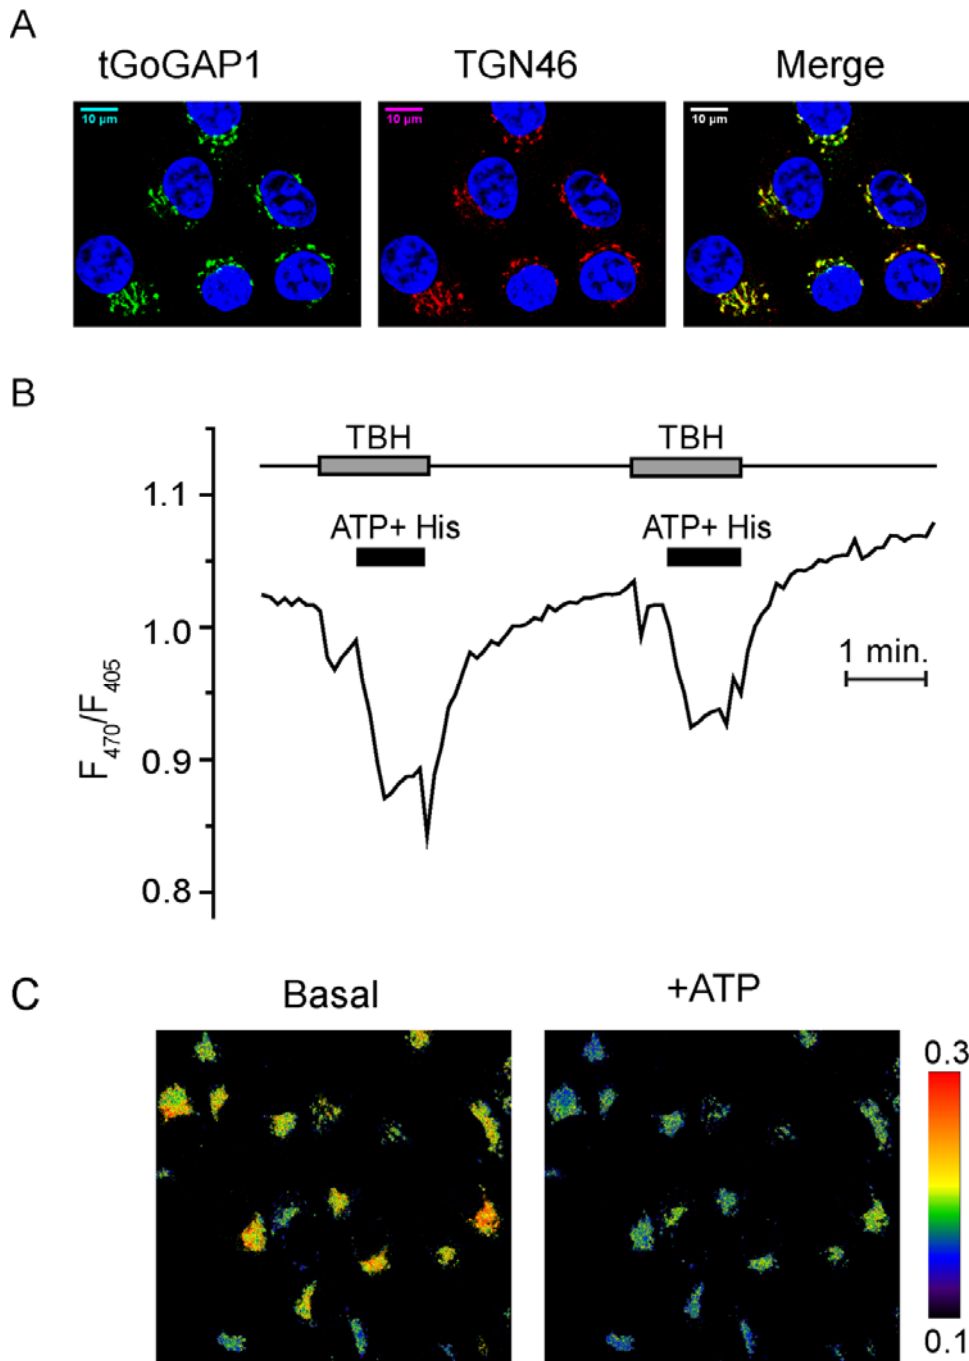 A
tGoGAP1 TGN46 Merge
10 µm 10 µm 10 µm
B
TBH TBH
1.1
ATP+ His ATP+ His
1.0
1 min.
F470/F405
0.9
0.8
C
Basal +ATP
0.3
0.1